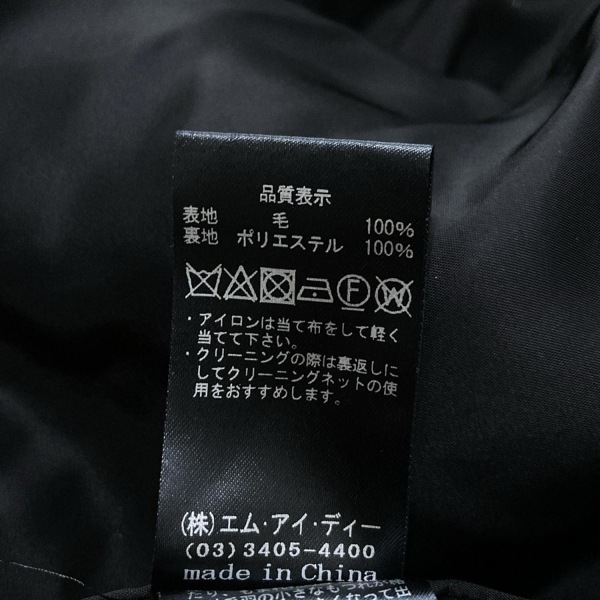 品質表示
表地 毛 100%
裏地 ポリエステル 100%
F W
・アイロンは当て布をして軽く
当てて下さい。
・クリーニングの際は裏返しに
してクリーニングネットの使
用をおすすめします。
(株)エム・アイ・ディー
(03) 3405-4400
made in China